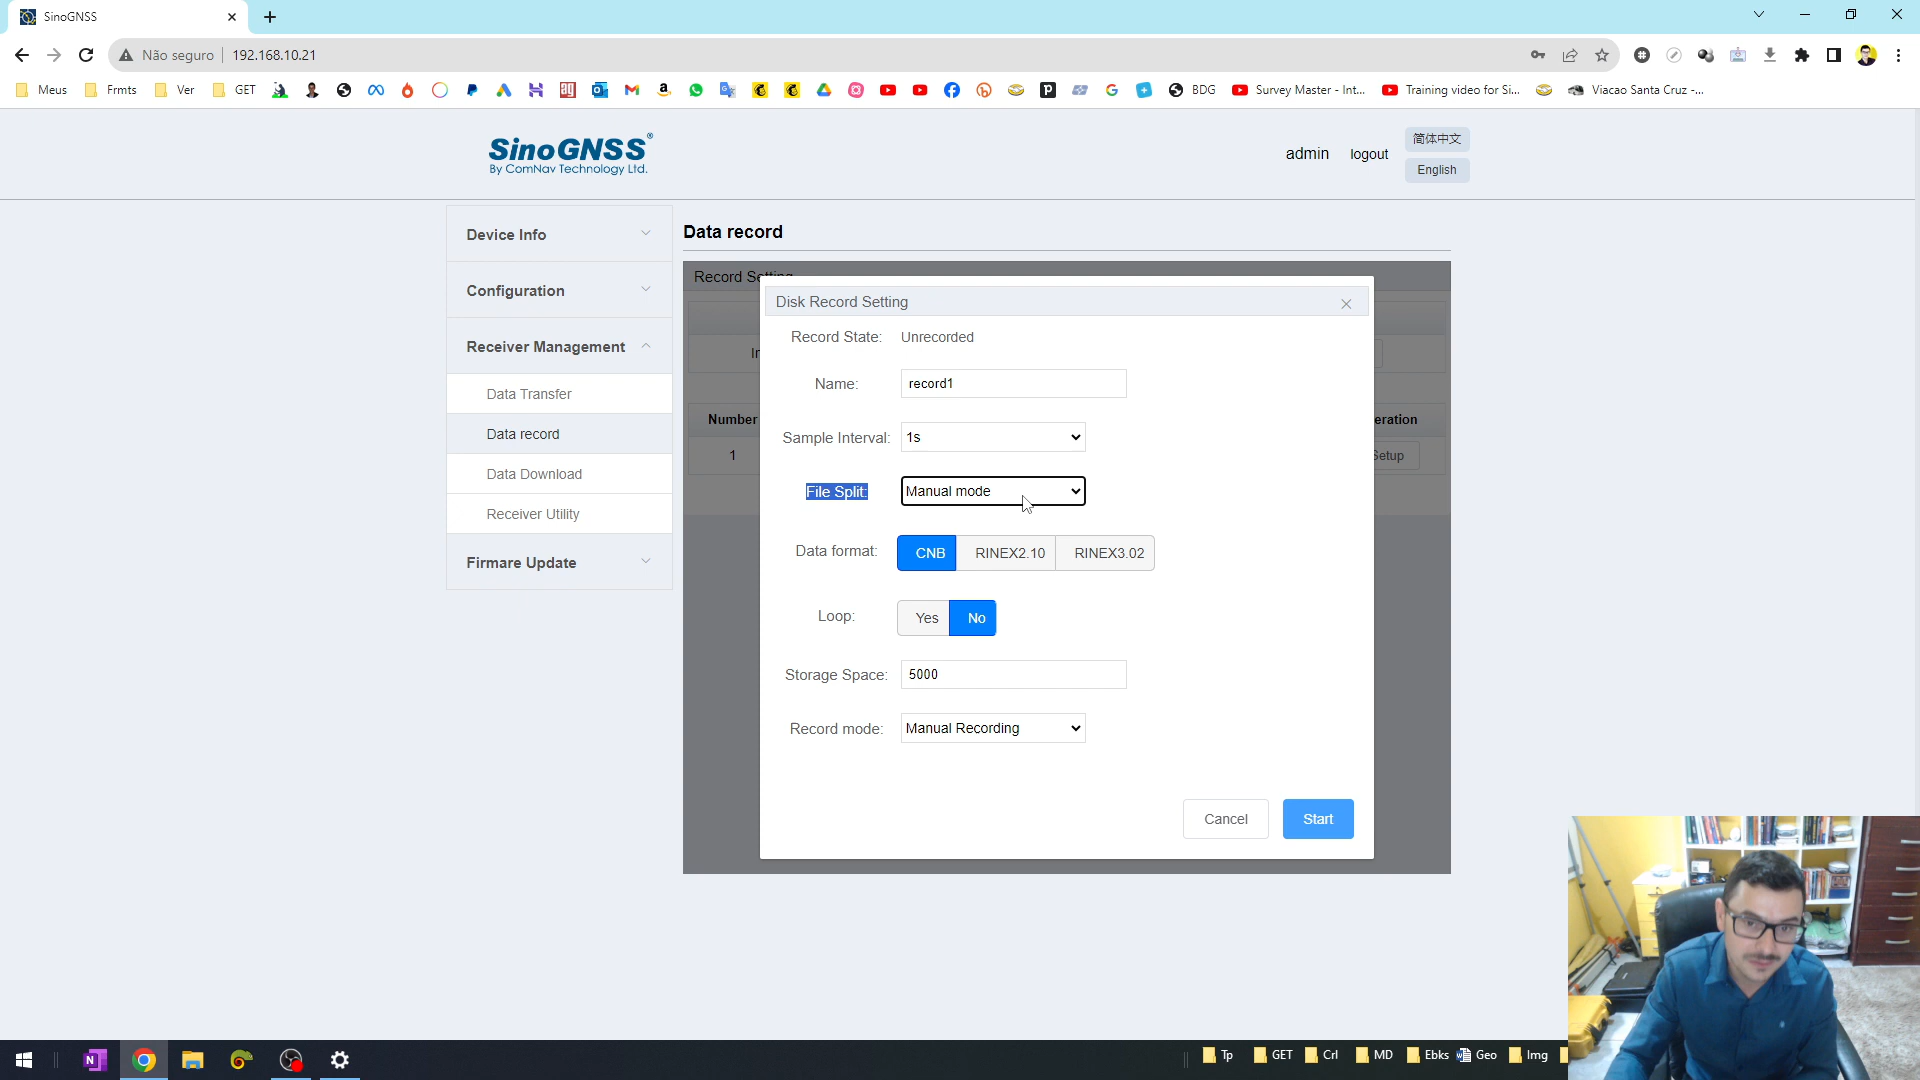 SinoGNSS
Não seguro
192.168.10.21
Meus
Frmts
Ver
GET
BDG
Survey Master - Int...
Training video for Si...
Viacao Santa Cruz -...
SinoGNSS
By ComNav Technology Ltd.
admin
logout
简体中文
English
Device Info
Configuration
Receiver Management
Data Transfer
Data record
Data Download
Receiver Utility
Firmare Update
Data record
Record Setting
Number
eration
1
Setup
Disk Record Setting
Record State: Unrecorded
Name: record1
Sample Interval: 1s
File Split: Manual mode
Data format: CNB RINEX2.10 RINEX3.02
Loop: Yes No
Storage Space: 5000
Record mode: Manual Recording
Cancel
Start
Tp
GET
Crl
MD
Ebks
Geo
Img